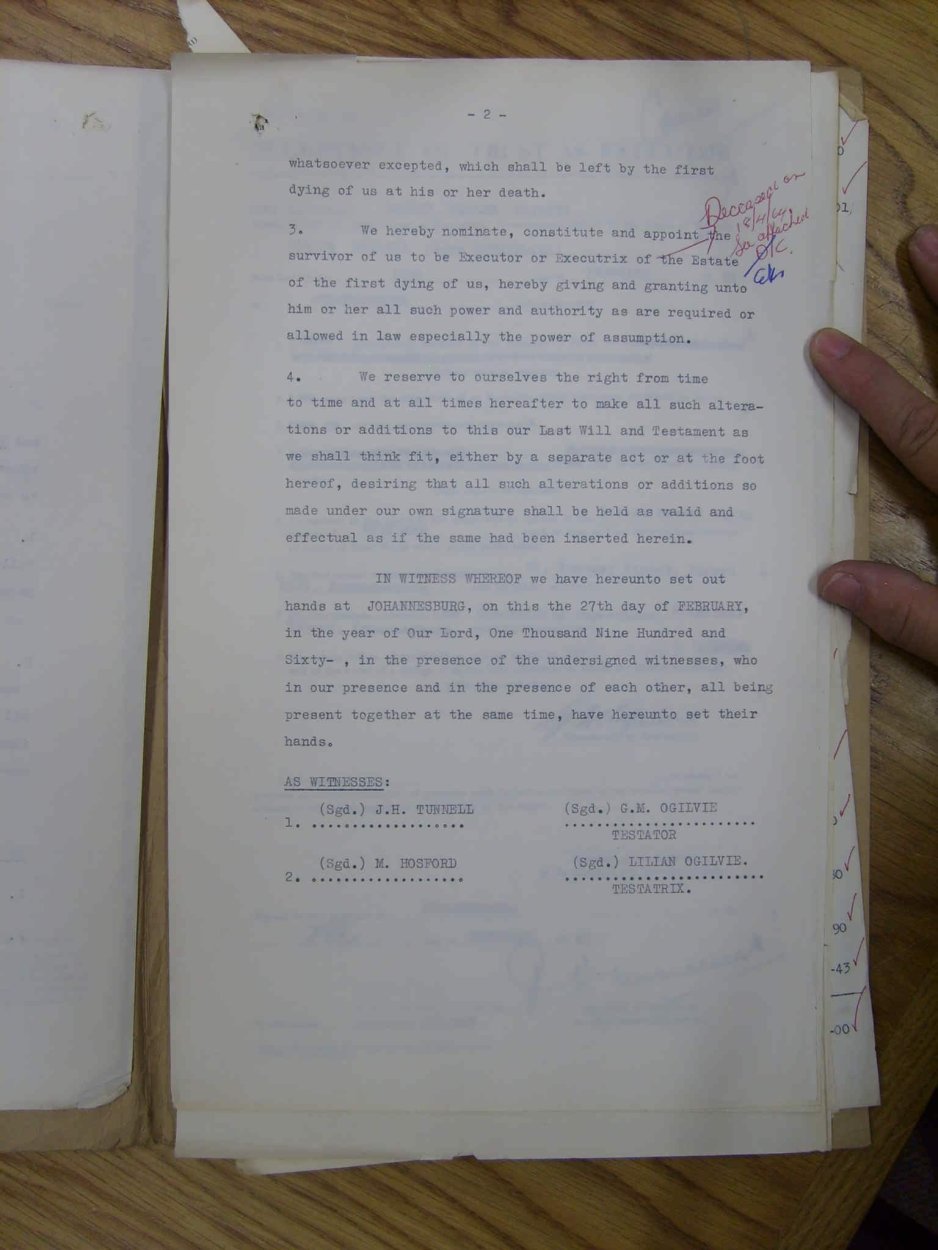 - 2 -
whatsoever excepted, which shall be left by the first
dying of us at his or her death.
3. We hereby nominate, constitute and appoint the
survivor of us to be Executor or Executrix of the Estate
of the first dying of us, hereby giving and granting unto
him or her all such power and authority as are required or
allowed in law especially the power of assumption.
Deceased on
18/4/64.
See attached
D/C.
4. We reserve to ourselves the right from time
to time and at all times hereafter to make all such altera-
tions or additions to this our Last Will and Testament as
we shall think fit, either by a separate act or at the foot
hereof, desiring that all such alterations or additions so
made under our own signature shall be held as valid and
effectual as if the same had been inserted herein.
IN WITNESS WHEREOF we have hereunto set out
hands at JOHANNESBURG, on this the 27th day of FEBRUARY,
in the year of Our Lord, One Thousand Nine Hundred and
Sixty- , in the presence of the undersigned witnesses, who
in our presence and in the presence of each other, all being
present together at the same time, have hereunto set their
hands.
AS WITNESSES:
(Sgd.) J.H. TUNNELL (Sgd.) G.M. OGILVIE
1. ................... ........................
TESTATOR
(Sgd.) M. HOSFORD (Sgd.) LILIAN OGILVIE.
2. ................... .........................
TESTATRIX.
90
-43
-00